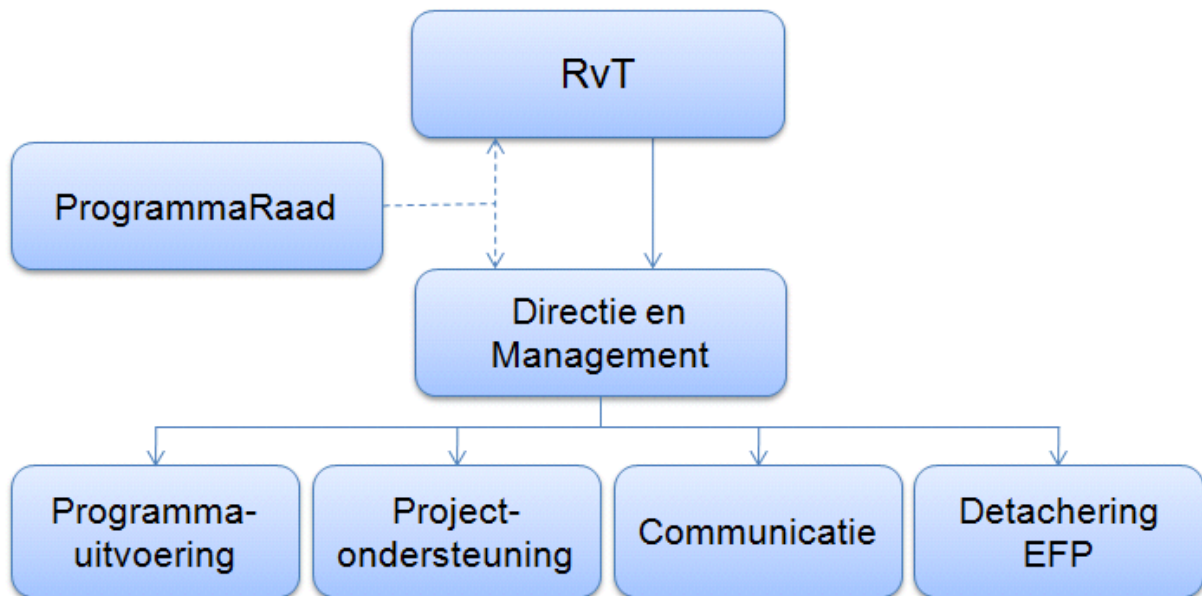 RvT
ProgrammaRaad
Directie en
Management
Programma-
uitvoering
Project-
ondersteuning
Communicatie
Detachering
EFP